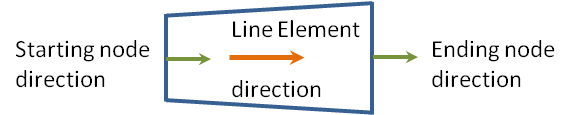 Starting node
direction
Line Element
direction
Ending node
direction